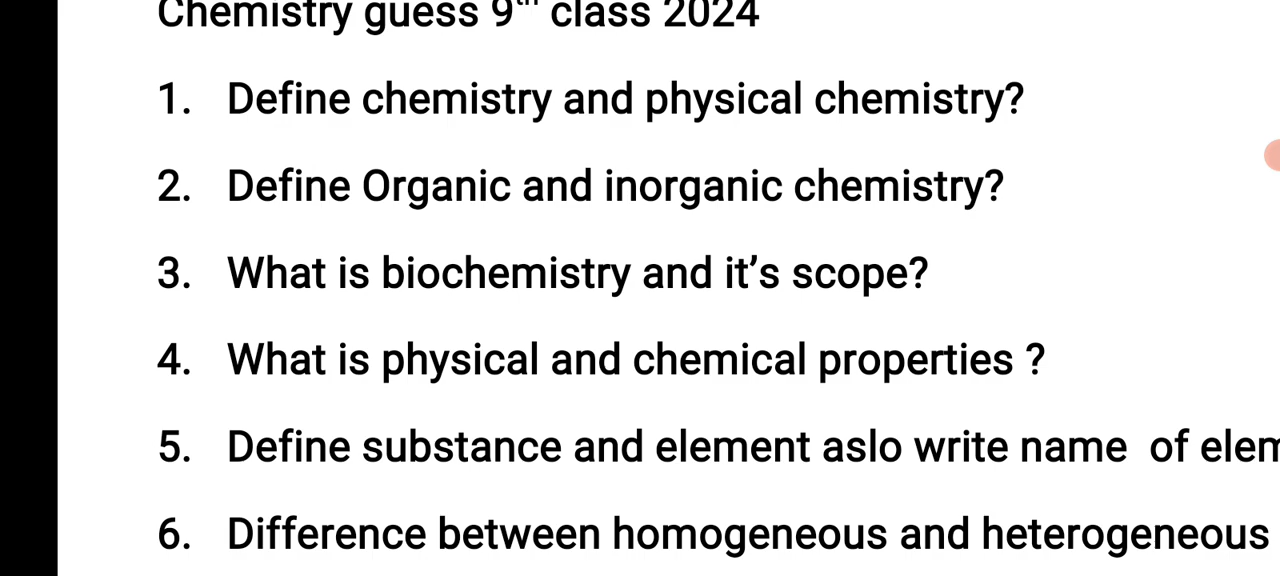 Chemistry guess 9th class 2024
1. Define chemistry and physical chemistry?
2. Define Organic and inorganic chemistry?
3. What is biochemistry and it's scope?
4. What is physical and chemical properties ?
5. Define substance and element aslo write name of elem
6. Difference between homogeneous and heterogeneous